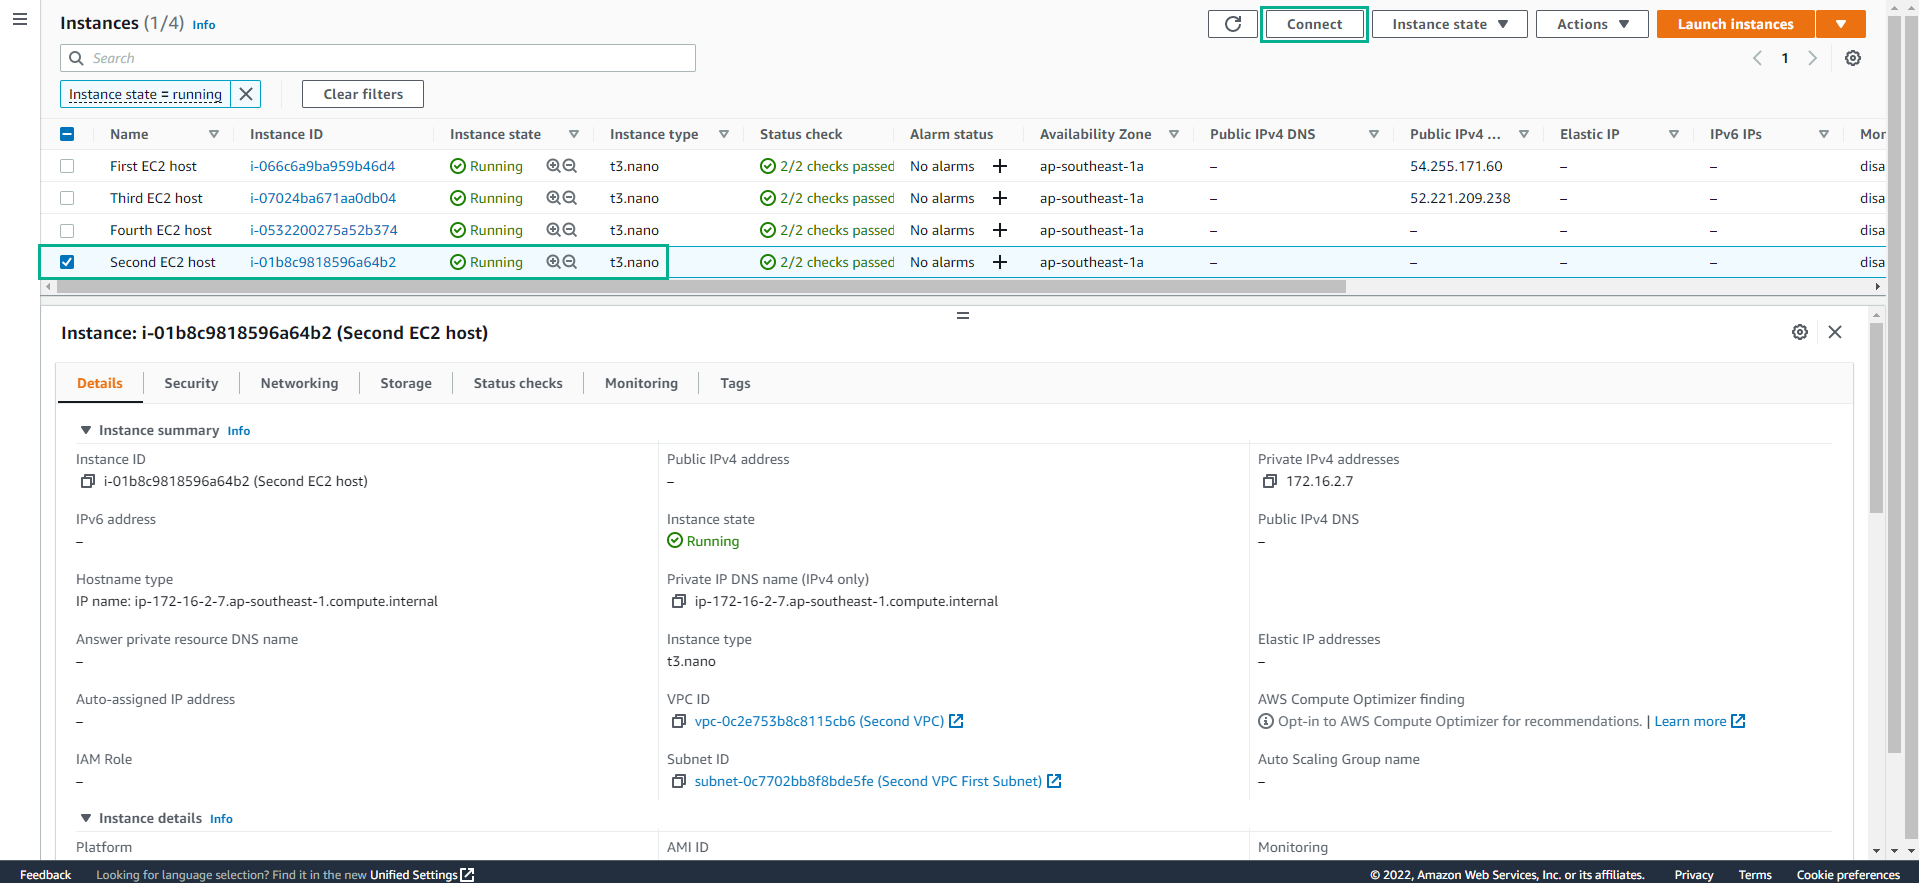 Instances (1/4) Info
Connect
Instance state
Actions
Launch instances
Search
1
Instance state = running
Clear filters
Name Instance ID Instance state Instance type Status check Alarm status Availability Zone Public IPv4 DNS Public IPv4 ... Elastic IP IPv6 IPs Mor
First EC2 host i-066c6a9ba959b46d4 Running t3.nano 2/2 checks passed No alarms + ap-southeast-1a – 54.255.171.60 – – disa
Third EC2 host i-07024ba671aa0db04 Running t3.nano 2/2 checks passed No alarms + ap-southeast-1a – 52.221.209.238 – – disa
Fourth EC2 host i-0532200275a52b374 Running t3.nano 2/2 checks passed No alarms + ap-southeast-1a – – – – disa
Second EC2 host i-01b8c9818596a64b2 Running t3.nano 2/2 checks passed No alarms + ap-southeast-1a – – – – disa
Instance: i-01b8c9818596a64b2 (Second EC2 host)
Details Security Networking Storage Status checks Monitoring Tags
Instance summary Info
Instance ID Public IPv4 address Private IPv4 addresses
i-01b8c9818596a64b2 (Second EC2 host) – 172.16.2.7
IPv6 address Instance state Public IPv4 DNS
– Running –
Hostname type Private IP DNS name (IPv4 only)
IP name: ip-172-16-2-7.ap-southeast-1.compute.internal ip-172-16-2-7.ap-southeast-1.compute.internal
Answer private resource DNS name Instance type Elastic IP addresses
– t3.nano –
Auto-assigned IP address VPC ID AWS Compute Optimizer finding
– vpc-0c2e753b8c8115cb6 (Second VPC) Opt-in to AWS Compute Optimizer for recommendations. | Learn more
IAM Role Subnet ID Auto Scaling Group name
– subnet-0c7702bb8f8bde5fe (Second VPC First Subnet) –
Instance details Info
Platform AMI ID Monitoring
Feedback Looking for language selection? Find it in the new Unified Settings © 2022, Amazon Web Services, Inc. or its affiliates. Privacy Terms Cookie preferences